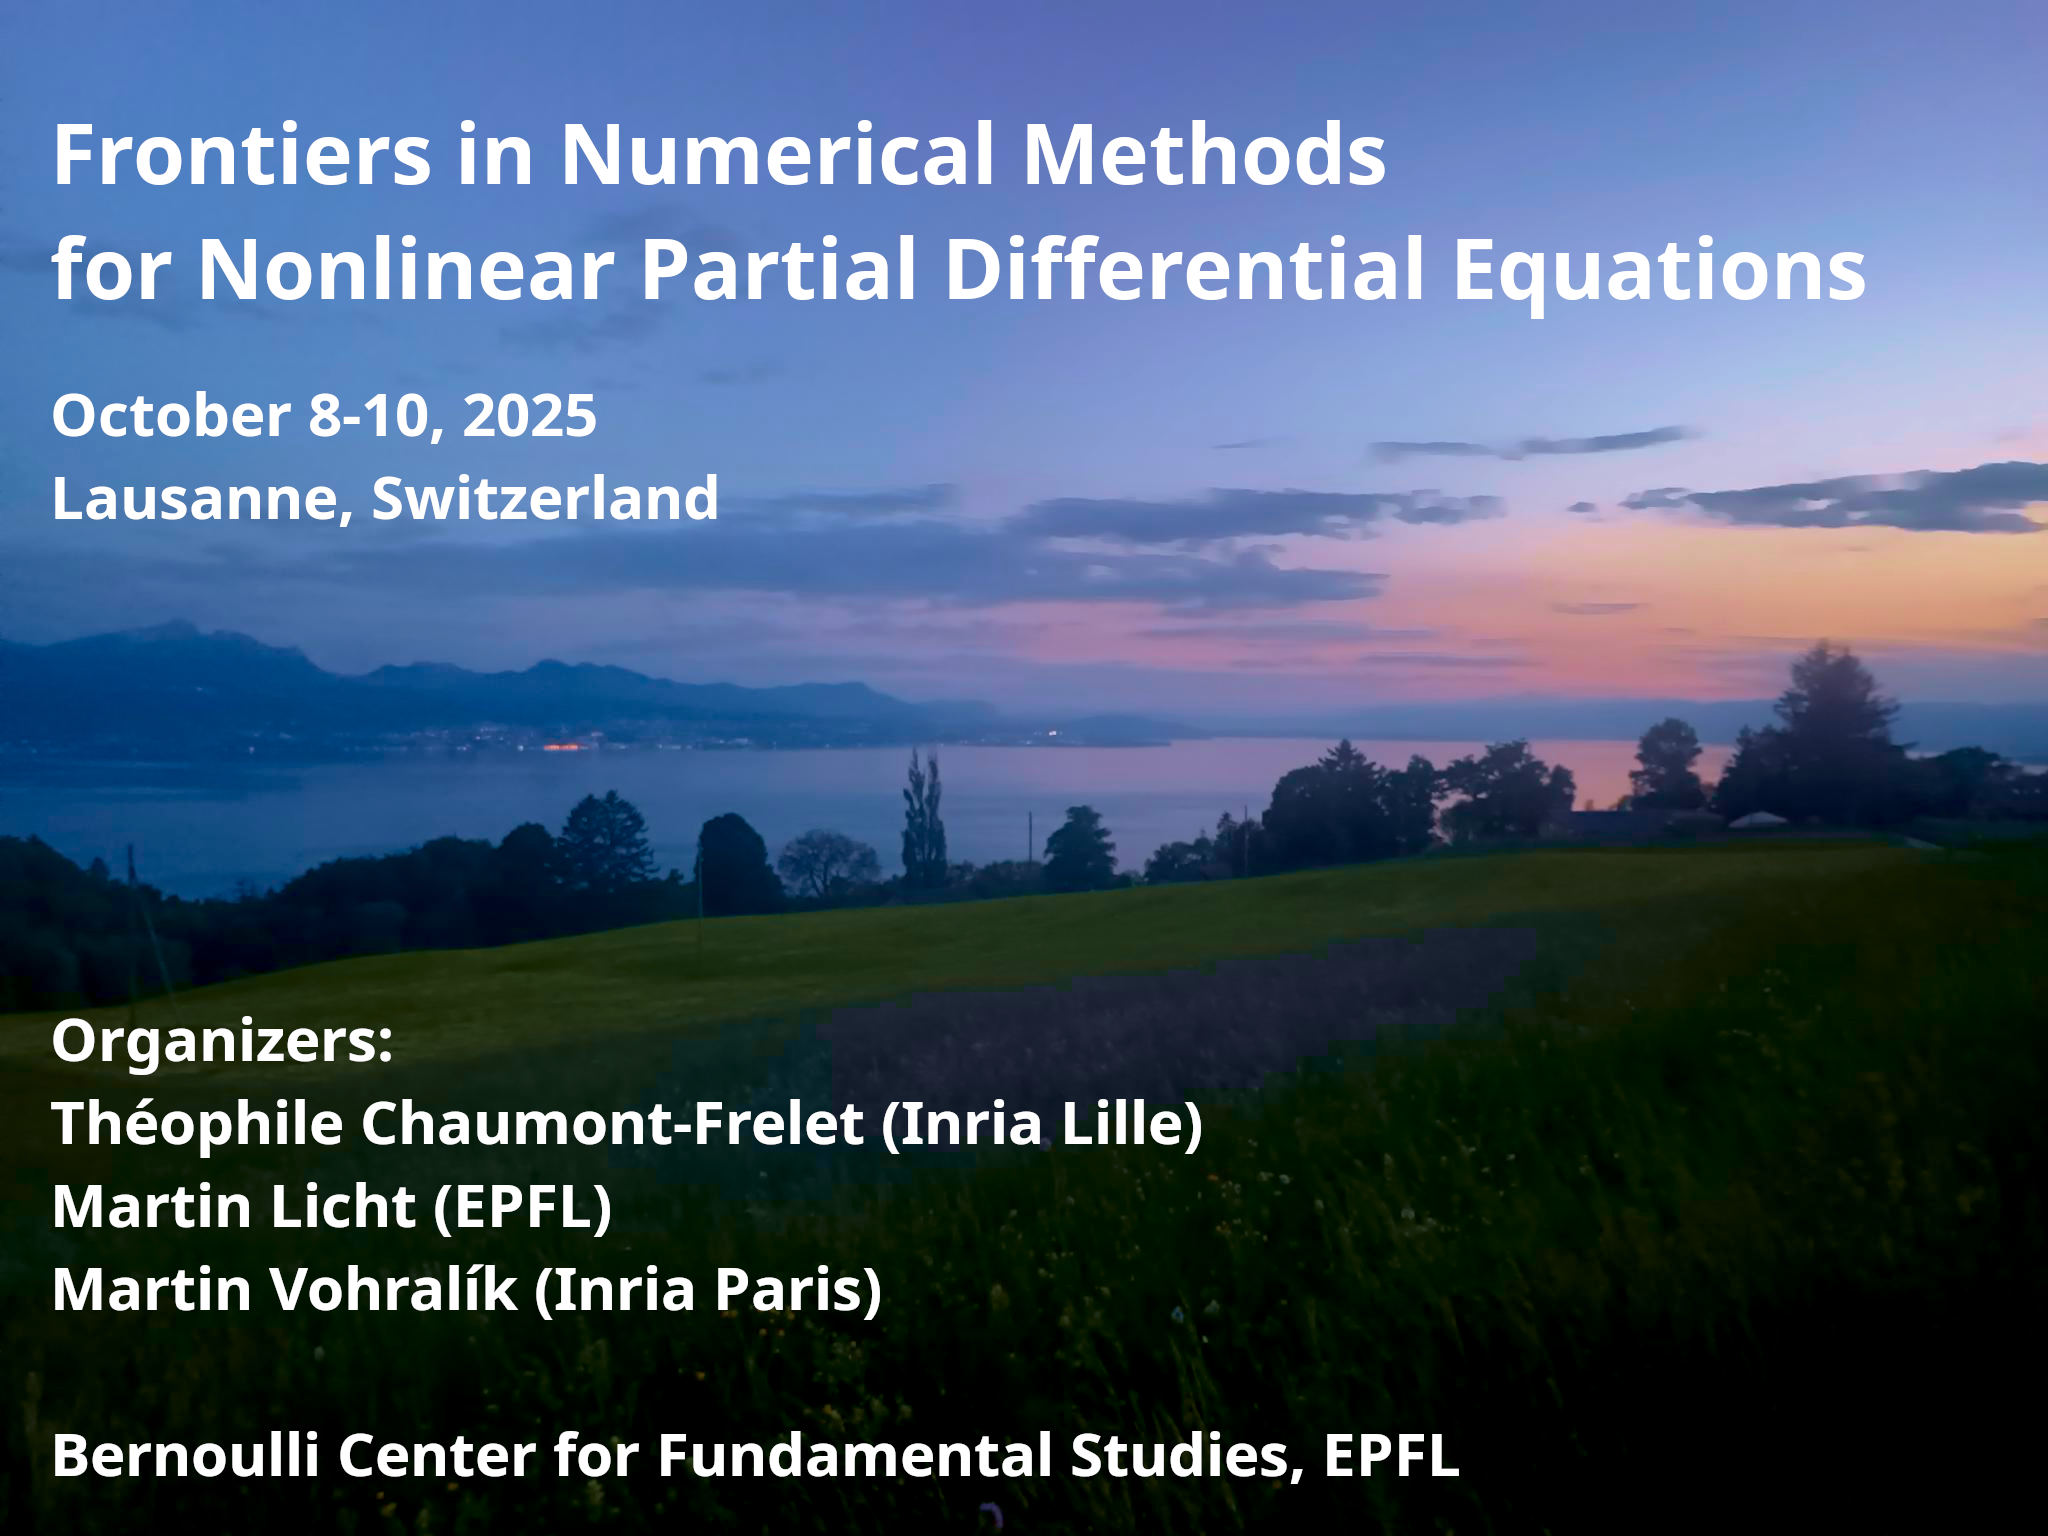 Frontiers in Numerical Methods
for Nonlinear Partial Differential Equations
October 8-10, 2025
Lausanne, Switzerland
Organizers:
Théophile Chaumont-Frelet (Inria Lille)
Martin Licht (EPFL)
Martin Vohralík (Inria Paris)
Bernoulli Center for Fundamental Studies, EPFL